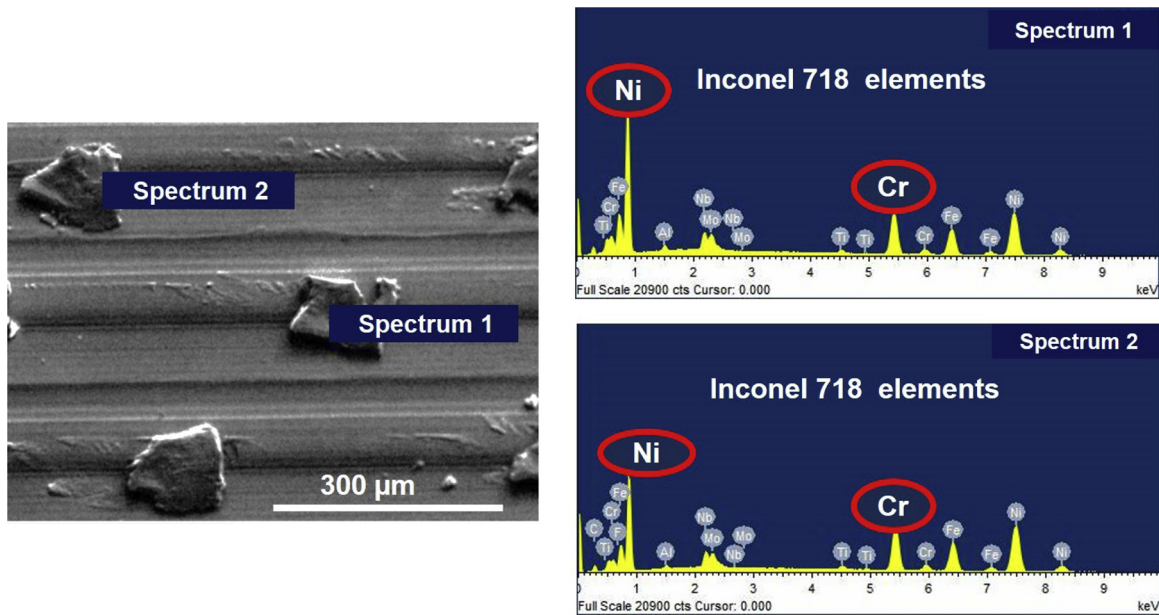 Spectrum 2
Spectrum 1
300 µm
Spectrum 1
Inconel 718 elements
Ni
Cr
Fe
Cr
Ti
Al
Nb
Mo
Nb
Mo
Ti
Ti
Cr
Fe
Fe
Ni
Ni
0 1 2 3 4 5 6 7 8 9
Full Scale 20900 cts Cursor: 0.000 keV
Spectrum 2
Inconel 718 elements
Ni
Cr
Fe
Cr
C
F
Ti
Al
Nb
Mo
Mo
Nb
Ti
Ti
Cr
Fe
Fe
Ni
Ni
0 1 2 3 4 5 6 7 8 9
Full Scale 20900 cts Cursor: 0.000 keV